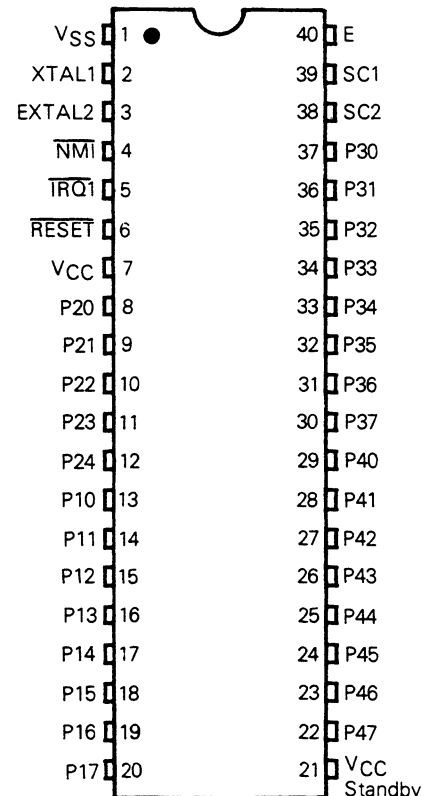 VSS 1 40 E
XTAL1 2 39 SC1
EXTAL2 3 38 SC2
NMI 4 37 P30
IRQ1 5 36 P31
RESET 6 35 P32
VCC 7 34 P33
P20 8 33 P34
P21 9 32 P35
P22 10 31 P36
P23 11 30 P37
P24 12 29 P40
P10 13 28 P41
P11 14 27 P42
P12 15 26 P43
P13 16 25 P44
P14 17 24 P45
P15 18 23 P46
P16 19 22 P47
P17 20 21 VCC
Standby